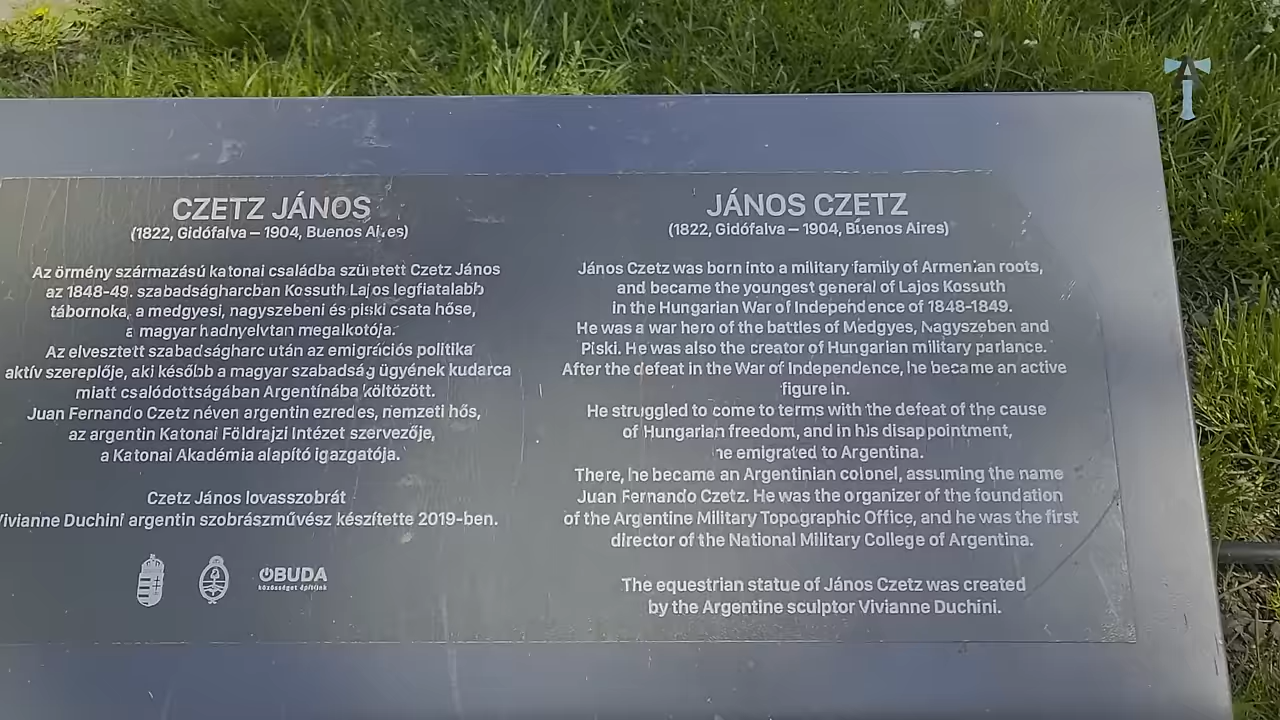 CZETZ JÁNOS
(1822, Gidófalva – 1904, Buenos Aires)
Az örmény származású katonai családba született Czetz János
az 1848-49. szabadságharcban Kossuth Lajos legfiatalabb
tábornoka, a medgyesi, nagyszebeni és piski csata hőse,
a magyar hadnyelvtan megalkotója.
Az elvesztett szabadságharc után az emigrációs politika
aktív szereplője, aki később a magyar szabadság ügyének kudarca
miatt csalódottságában Argentínába költözött.
Juan Fernando Czetz néven argentin ezredes, nemzeti hős,
az argentin Katonai Földrajzi Intézet szervezője,
a Katonai Akadémia alapító igazgatója.
Czetz János lovasszobrát
Vivianne Duchini argentin szobrászművész készítette 2019-ben.
ÓBUDA
közösséget építünk
JÁNOS CZETZ
(1822, Gidófalva – 1904, Buenos Aires)
János Czetz was born into a military family of Armenian roots,
and became the youngest general of Lajos Kossuth
in the Hungarian War of Independence of 1848-1849.
He was a war hero of the battles of Medgyes, Nagyszeben and
Piski. He was also the creator of Hungarian military parlance.
After the defeat in the War of Independence, he became an active
figure in.
He struggled to come to terms with the defeat of the cause
of Hungarian freedom, and in his disappointment,
he emigrated to Argentina.
There, he became an Argentinian colonel, assuming the name
Juan Fernando Czetz. He was the organizer of the foundation
of the Argentine Military Topographic Office, and he was the first
director of the National Military College of Argentina.
The equestrian statue of János Czetz was created
by the Argentine sculptor Vivianne Duchini.